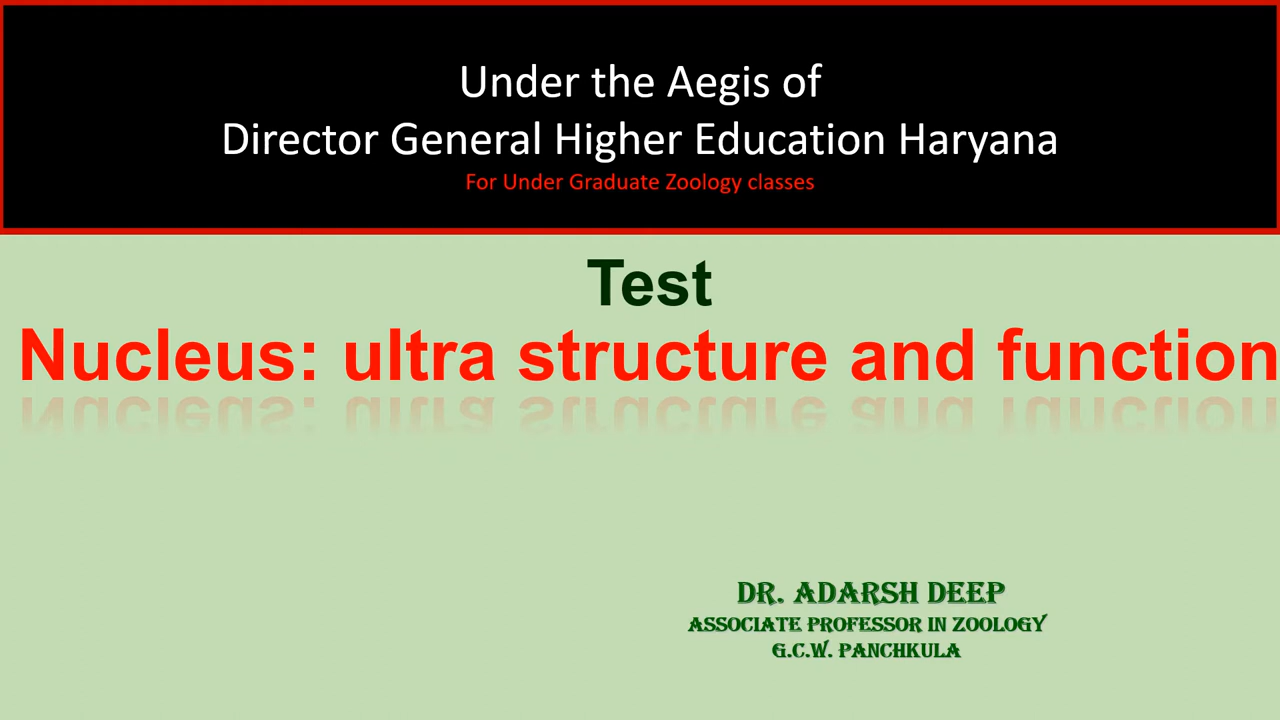 Under the Aegis of
Director General Higher Education Haryana
For Under Graduate Zoology classes
Test
Nucleus: ultra structure and function
DR. ADARSH DEEP
ASSOCIATE PROFESSOR IN ZOOLOGY
G.C.W. PANCHKULA